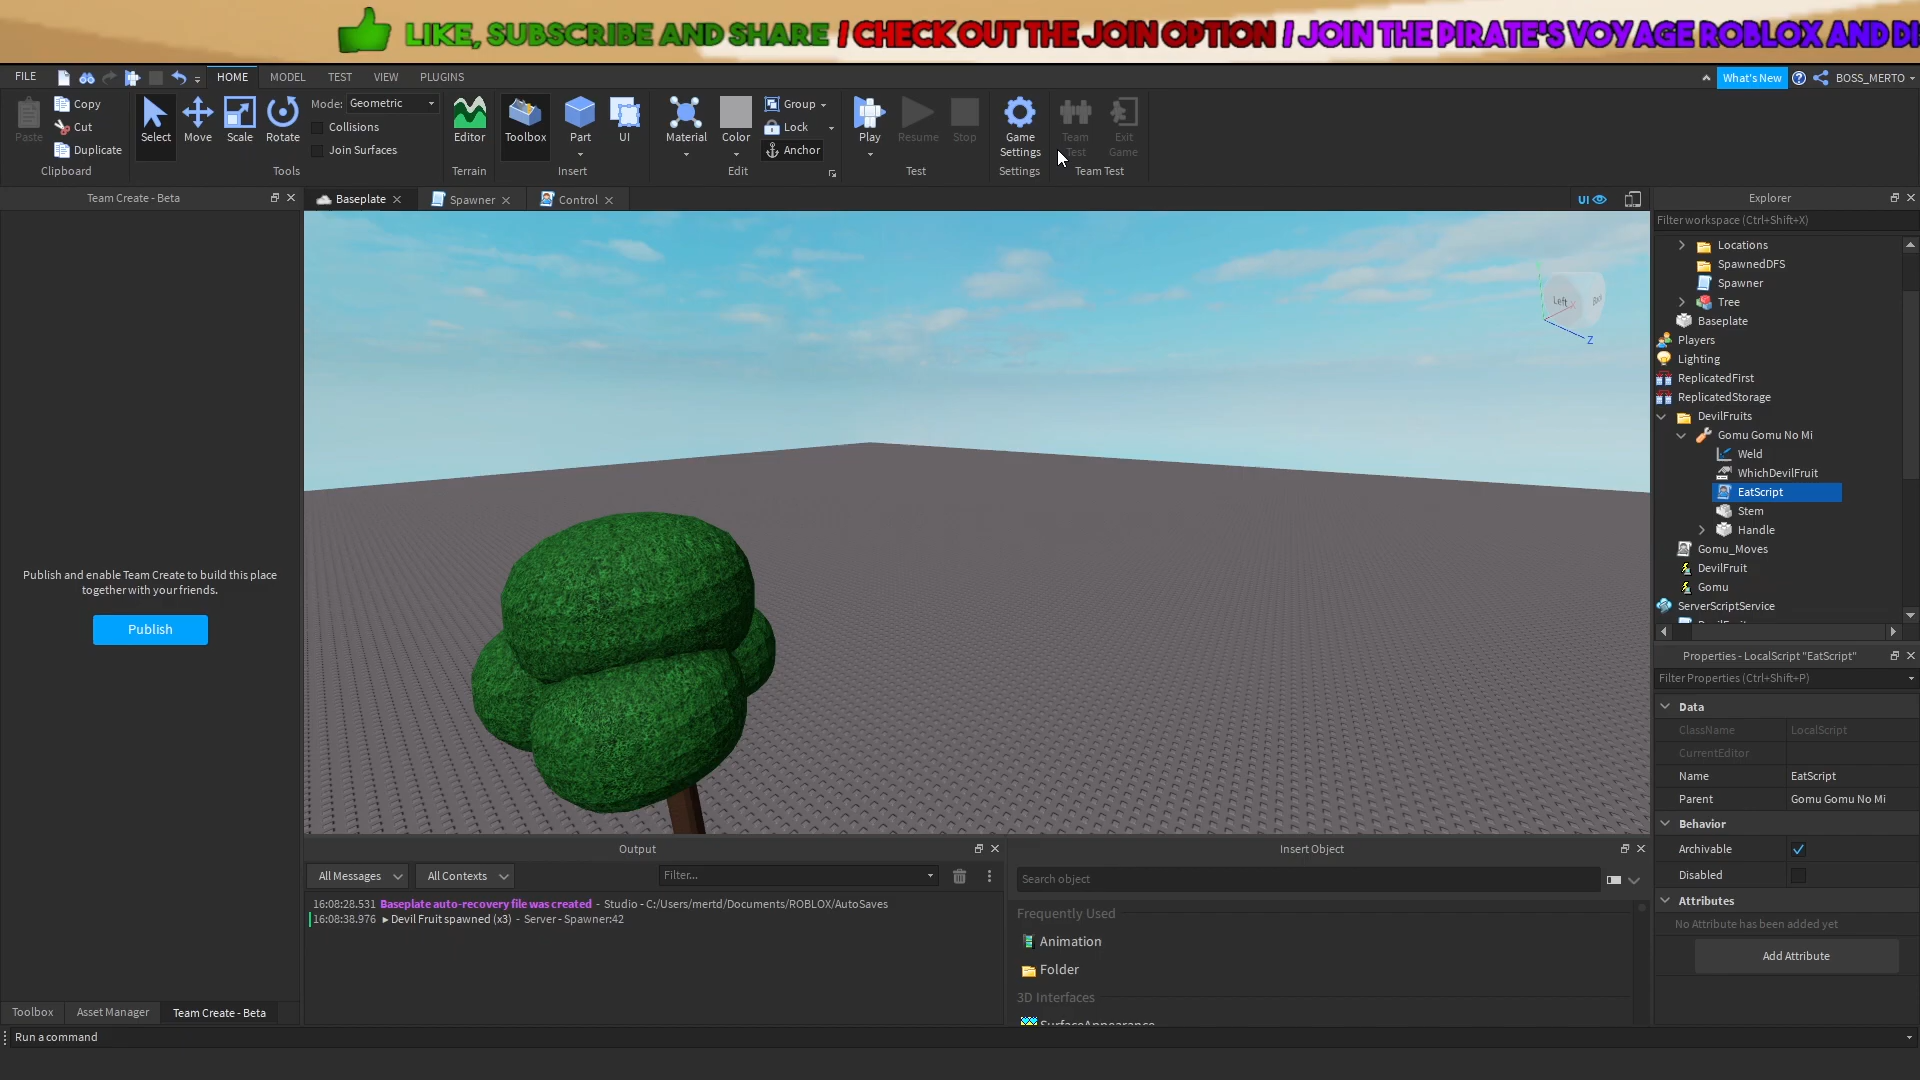 LIKE, SUBSCRIBE AND SHARE / CHECK OUT THE JOIN OPTION / JOIN THE PIRATE'S VOYAGE ROBLOX AND DI
FILE HOME MODEL TEST VIEW PLUGINS What's New BOSS_MERTO
Paste Copy Cut Duplicate Clipboard
Select Move Scale Rotate Mode: Geometric Collisions Join Surfaces Tools
Editor Terrain
Toolbox Part UI Insert
Material Color Group Lock Anchor Edit
Play Resume Stop Test
Game Settings Settings
Team Test Exit Game Team Test
Team Create - Beta
Baseplate Spawner Control UI
Publish and enable Team Create to build this place
together with your friends.
Publish
Toolbox Asset Manager Team Create - Beta
Left
Z
Explorer
Filter workspace (Ctrl+Shift+X)
Locations
SpawnedDFS
Spawner
Tree
Baseplate
Players
Lighting
ReplicatedFirst
ReplicatedStorage
DevilFruits
Gomu Gomu No Mi
Weld
WhichDevilFruit
EatScript
Stem
Handle
Gomu_Moves
DevilFruit
Gomu
ServerScriptService
Properties - LocalScript "EatScript"
Filter Properties (Ctrl+Shift+P)
Data
ClassName LocalScript
CurrentEditor
Name EatScript
Parent Gomu Gomu No Mi
Behavior
Archivable
Disabled
Attributes
No Attribute has been added yet
Add Attribute
Output
All Messages All Contexts Filter...
16:08:28.531 Baseplate auto-recovery file was created - Studio - C:/Users/mertd/Documents/ROBLOX/AutoSaves
16:08:38.976 ▸ Devil Fruit spawned (x3) - Server - Spawner:42
Insert Object
Search object
Frequently Used
Animation
Folder
3D Interfaces
SurfaceAppearance
Run a command